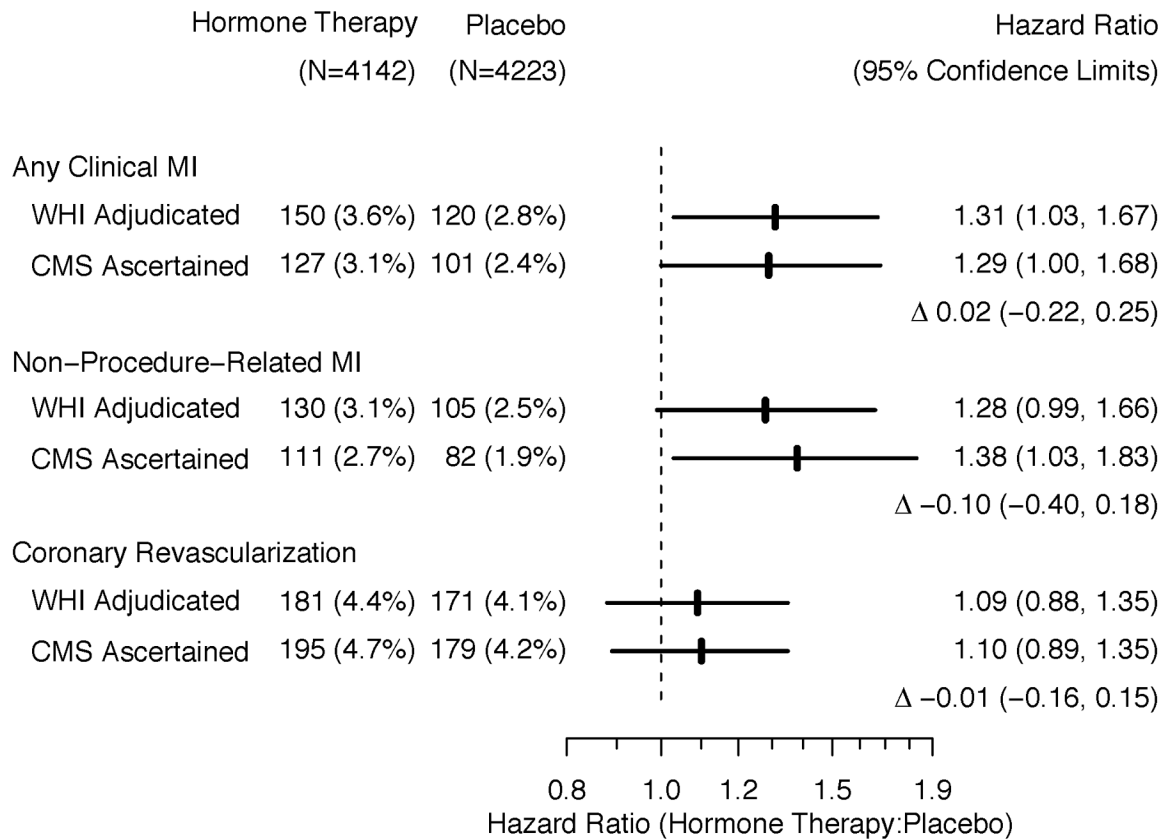 Hormone Therapy Placebo Hazard Ratio
(N=4142) (N=4223) (95% Confidence Limits)
Any Clinical MI
WHI Adjudicated 150 (3.6%) 120 (2.8%) 1.31 (1.03, 1.67)
CMS Ascertained 127 (3.1%) 101 (2.4%) 1.29 (1.00, 1.68)
Δ 0.02 (−0.22, 0.25)
Non−Procedure−Related MI
WHI Adjudicated 130 (3.1%) 105 (2.5%) 1.28 (0.99, 1.66)
CMS Ascertained 111 (2.7%) 82 (1.9%) 1.38 (1.03, 1.83)
Δ −0.10 (−0.40, 0.18)
Coronary Revascularization
WHI Adjudicated 181 (4.4%) 171 (4.1%) 1.09 (0.88, 1.35)
CMS Ascertained 195 (4.7%) 179 (4.2%) 1.10 (0.89, 1.35)
Δ −0.01 (−0.16, 0.15)
0.8 1.0 1.2 1.5 1.9
Hazard Ratio (Hormone Therapy:Placebo)